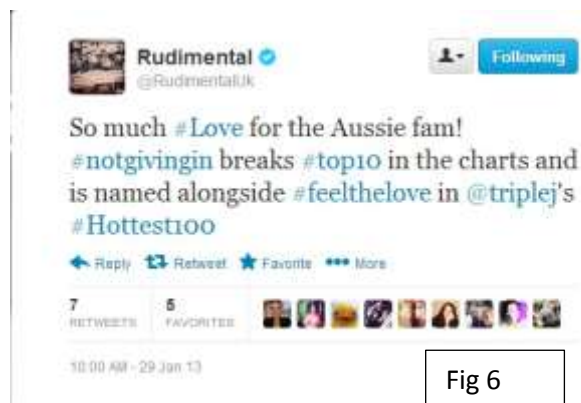 Rudimental
@RudimentalUk
Following
So much #Love for the Aussie fam!
#notgivingin breaks #top10 in the charts and
is named alongside #feelthelove in @triplej's
#Hottest100
Reply Retweet Favorite More
7 5
RETWEETS FAVORITES
10:00 AM - 29 Jan 13
Fig 6